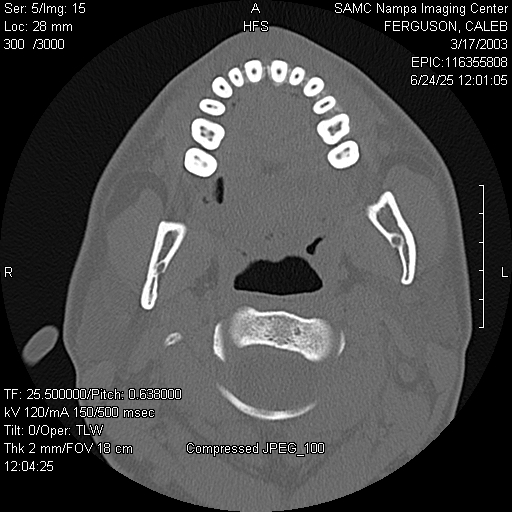 Ser: 5/Img: 15
Loc: 28 mm
300 /3000
A
HFS
SAMC Nampa Imaging Center
FERGUSON, CALEB
3/17/2003
EPIC:116355808
6/24/25 12:01:05
R
L
TF: 25.500000/Pitch: 0.638000
kV 120/mA 150/500 msec
Tilt: 0/Oper: TLW
Thk 2 mm/FOV 18 cm
12:04:25
Compressed JPEG_100